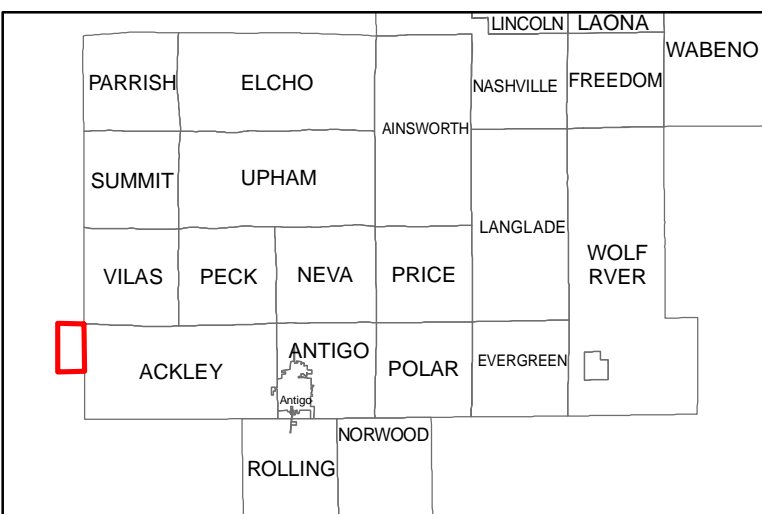 LINCOLN LAONA
WABENO
PARRISH ELCHO NASHVILLE FREEDOM
AINSWORTH
SUMMIT UPHAM
LANGLADE
VILAS PECK NEVA PRICE WOLF
RVER
ACKLEY ANTIGO POLAR EVERGREEN
Antigo
NORWOOD
ROLLING